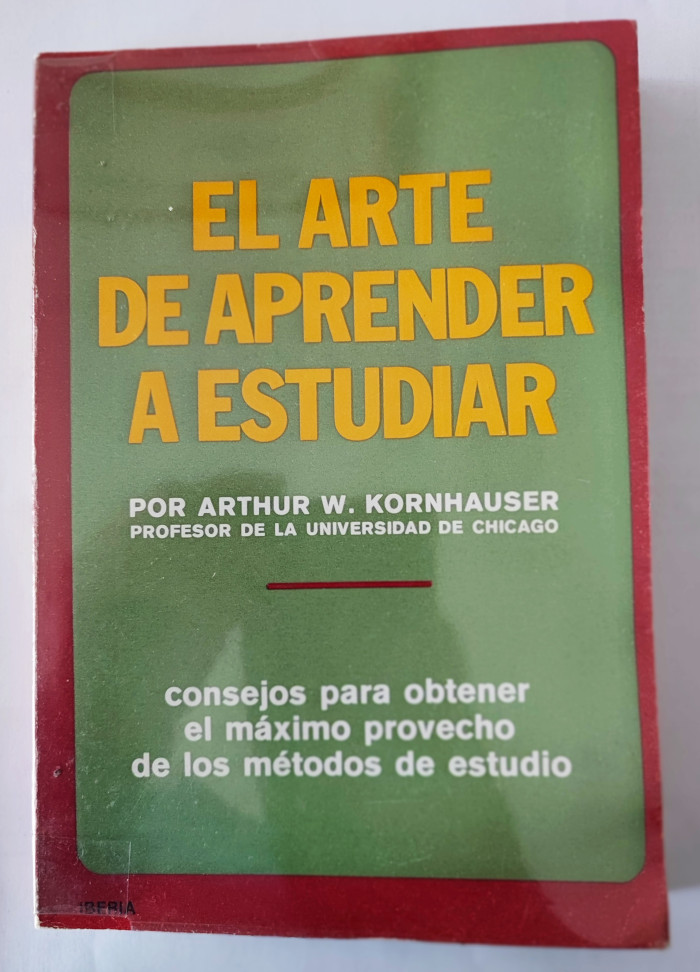 EL ARTE
DE APRENDER
A ESTUDIAR
POR ARTHUR W. KORNHAUSER
PROFESOR DE LA UNIVERSIDAD DE CHICAGO
consejos para obtener
el máximo provecho
de los métodos de estudio
IBERIA